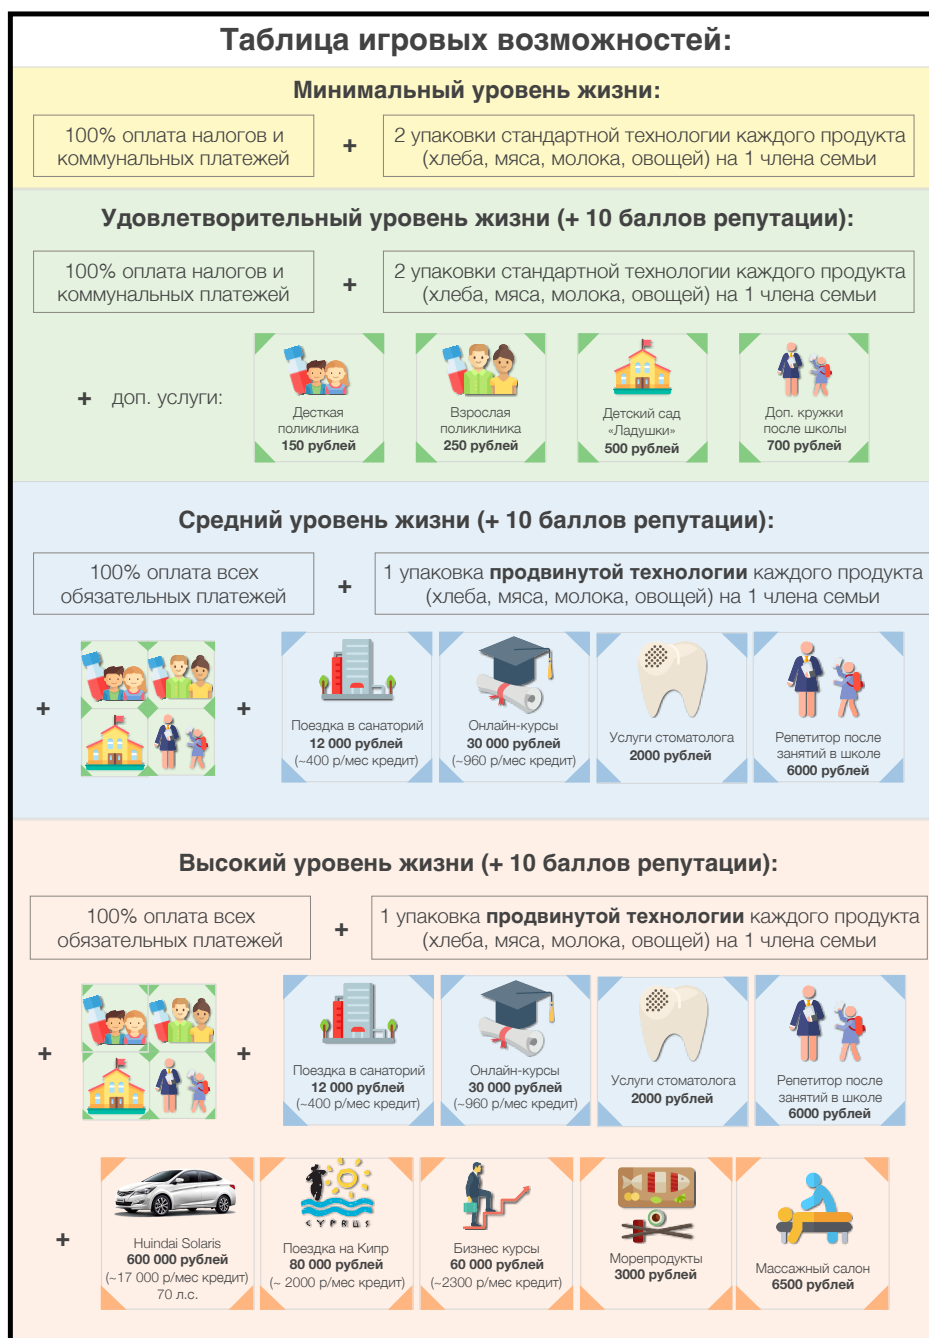 Таблица игровых возможностей:
Минимальный уровень жизни:
100% оплата налогов и
коммунальных платежей
+
2 упаковки стандартной технологии каждого продукта
(хлеба, мяса, молока, овощей) на 1 члена семьи
Удовлетворительный уровень жизни (+ 10 баллов репутации):
100% оплата налогов и
коммунальных платежей
+
2 упаковки стандартной технологии каждого продукта
(хлеба, мяса, молока, овощей) на 1 члена семьи
+ доп. услуги:
Десткая
поликлиника
150 рублей
Взрослая
поликлиника
250 рублей
Детский сад
«Ладушки»
500 рублей
Доп. кружки
после школы
700 рублей
Средний уровень жизни (+ 10 баллов репутации):
100% оплата всех
обязательных платежей
+
1 упаковка продвинутой технологии каждого продукта
(хлеба, мяса, молока, овощей) на 1 члена семьи
+
+
Поездка в санаторий
12 000 рублей
(~400 р/мес кредит)
Онлайн-курсы
30 000 рублей
(~960 р/мес кредит)
Услуги стоматолога
2000 рублей
Репетитор после
занятий в школе
6000 рублей
Высокий уровень жизни (+ 10 баллов репутации):
100% оплата всех
обязательных платежей
+
1 упаковка продвинутой технологии каждого продукта
(хлеба, мяса, молока, овощей) на 1 члена семьи
+
+
Поездка в санаторий
12 000 рублей
(~400 р/мес кредит)
Онлайн-курсы
30 000 рублей
(~960 р/мес кредит)
Услуги стоматолога
2000 рублей
Репетитор после
занятий в школе
6000 рублей
+
Huindai Solaris
600 000 рублей
(~17 000 р/мес кредит)
70 л.с.
CYPRUS
Поездка на Кипр
80 000 рублей
(~ 2000 р/мес кредит)
Бизнес курсы
60 000 рублей
(~2300 р/мес кредит)
Морепродукты
3000 рублей
Массажный салон
6500 рублей